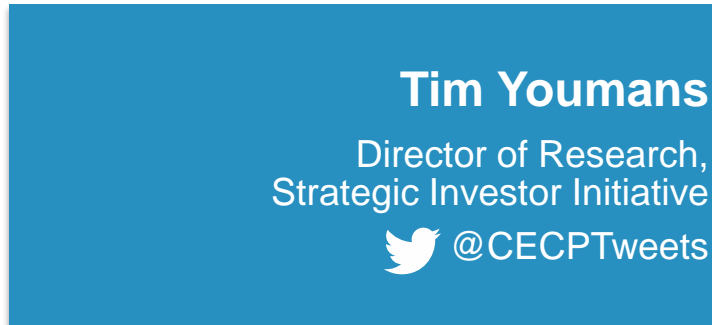 Tim Youmans
Director of Research,
Strategic Investor Initiative
@CECPTweets